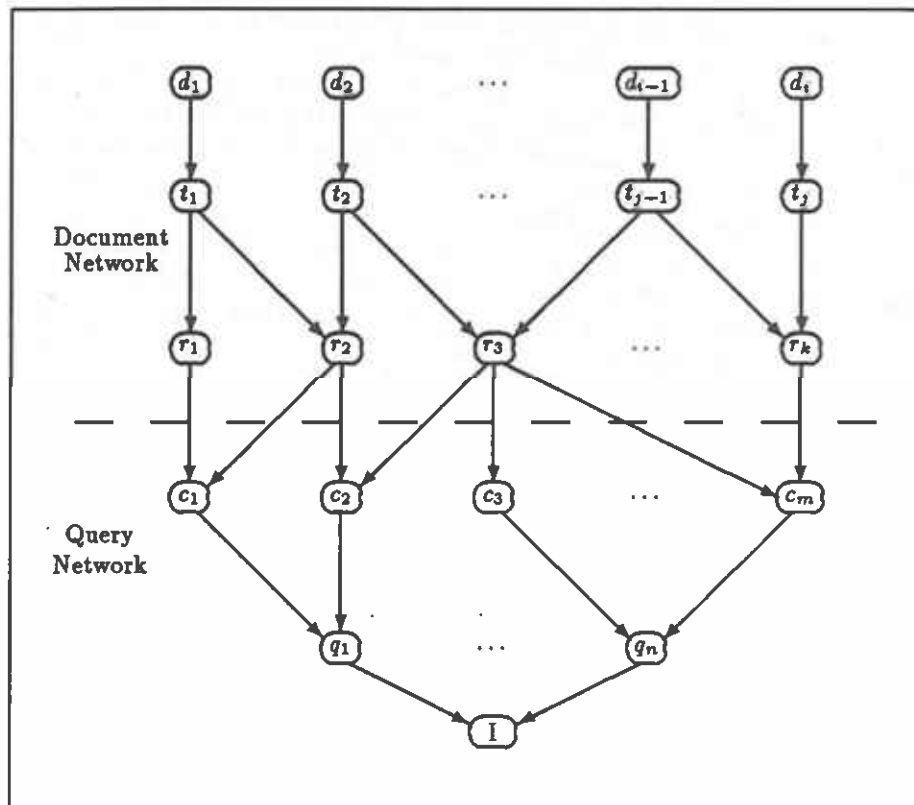 d₁ d₂ ... dᵢ₋₁ dᵢ
t₁ t₂ ... tⱼ₋₁ tⱼ
Document
Network
r₁ r₂ r₃ ... rₖ
c₁ c₂ c₃ ... cₘ
Query
Network
q₁ ... qₙ
I